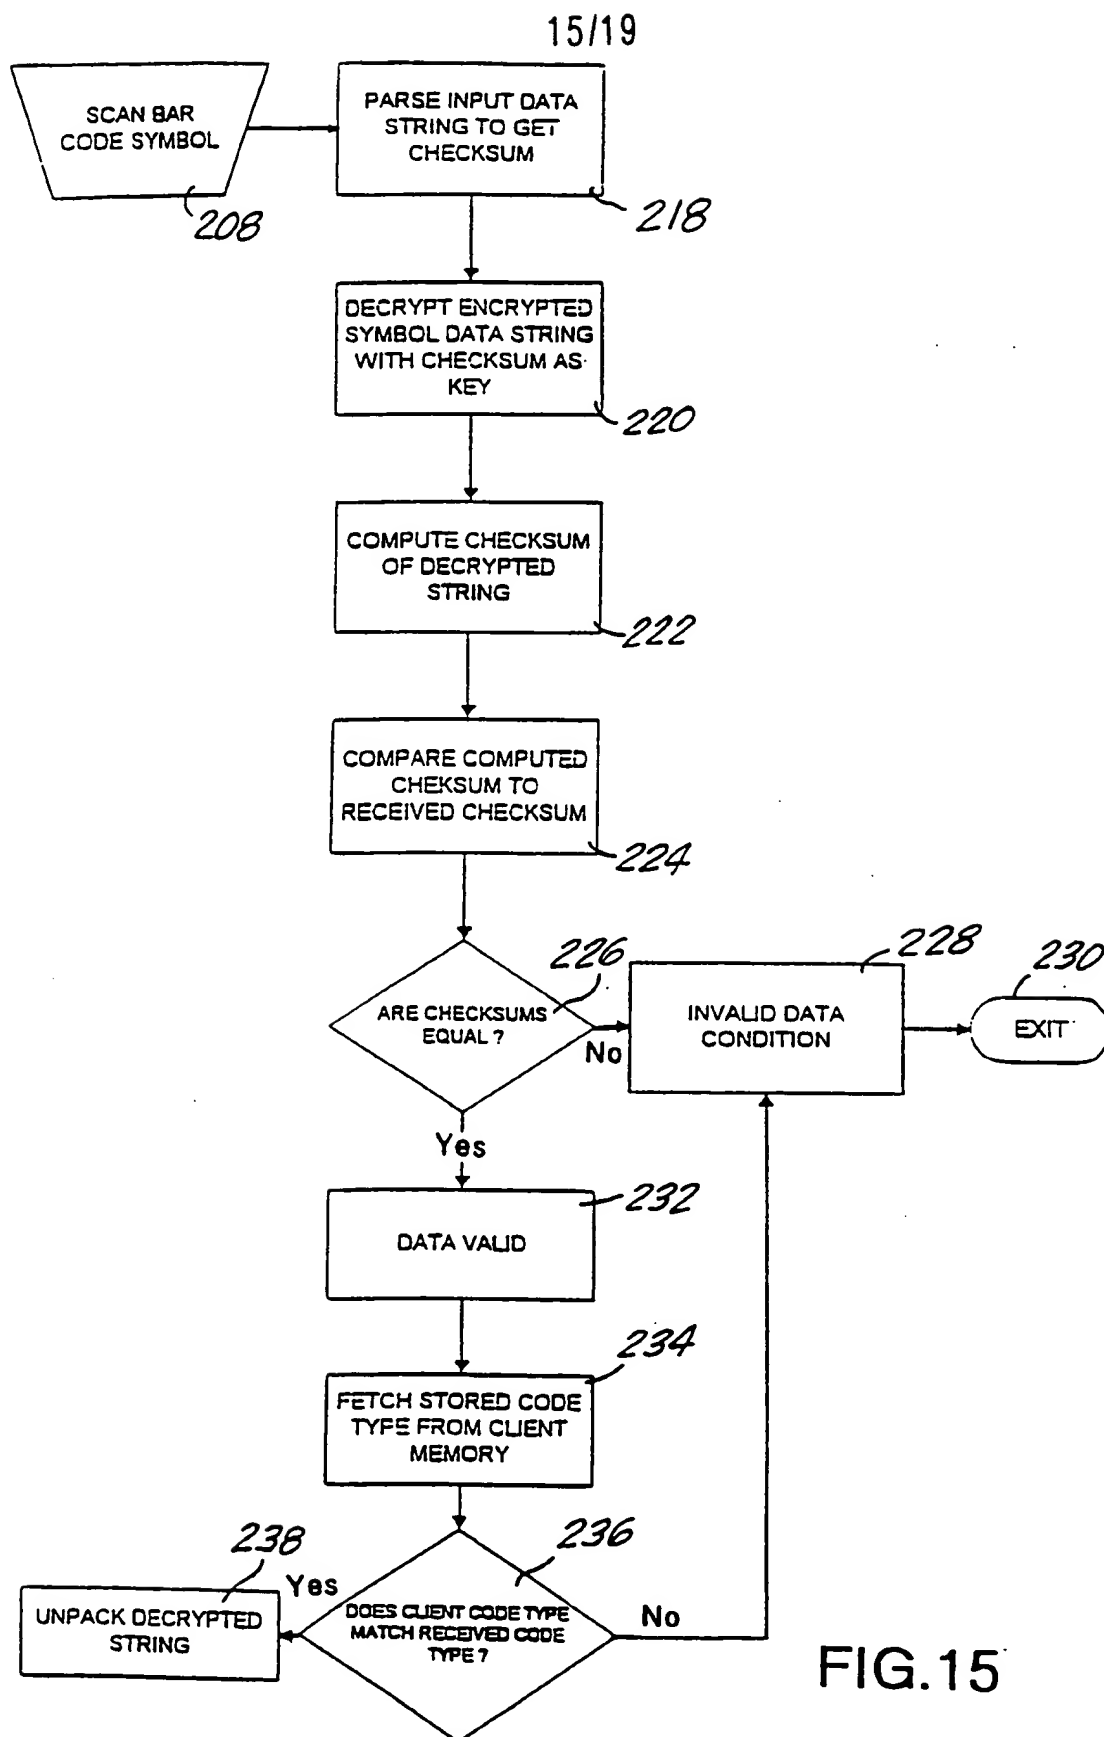 15/19
SCAN BAR
CODE SYMBOL
208
PARSE INPUT DATA
STRING TO GET
CHECKSUM
218
DECRYPT ENCRYPTED
SYMBOL DATA STRING
WITH CHECKSUM AS
KEY
220
COMPUTE CHECKSUM
OF DECRYPTED
STRING
222
COMPARE COMPUTED
CHEKSUM TO
RECEIVED CHECKSUM
224
226
ARE CHECKSUMS
EQUAL ?
No
228
INVALID DATA
CONDITION
230
EXIT
Yes
232
DATA VALID
234
FETCH STORED CODE
TYPE FROM CLIENT
MEMORY
236
DOES CLIENT CODE TYPE
MATCH RECEIVED CODE
TYPE ?
No
Yes
238
UNPACK DECRYPTED
STRING
FIG.15